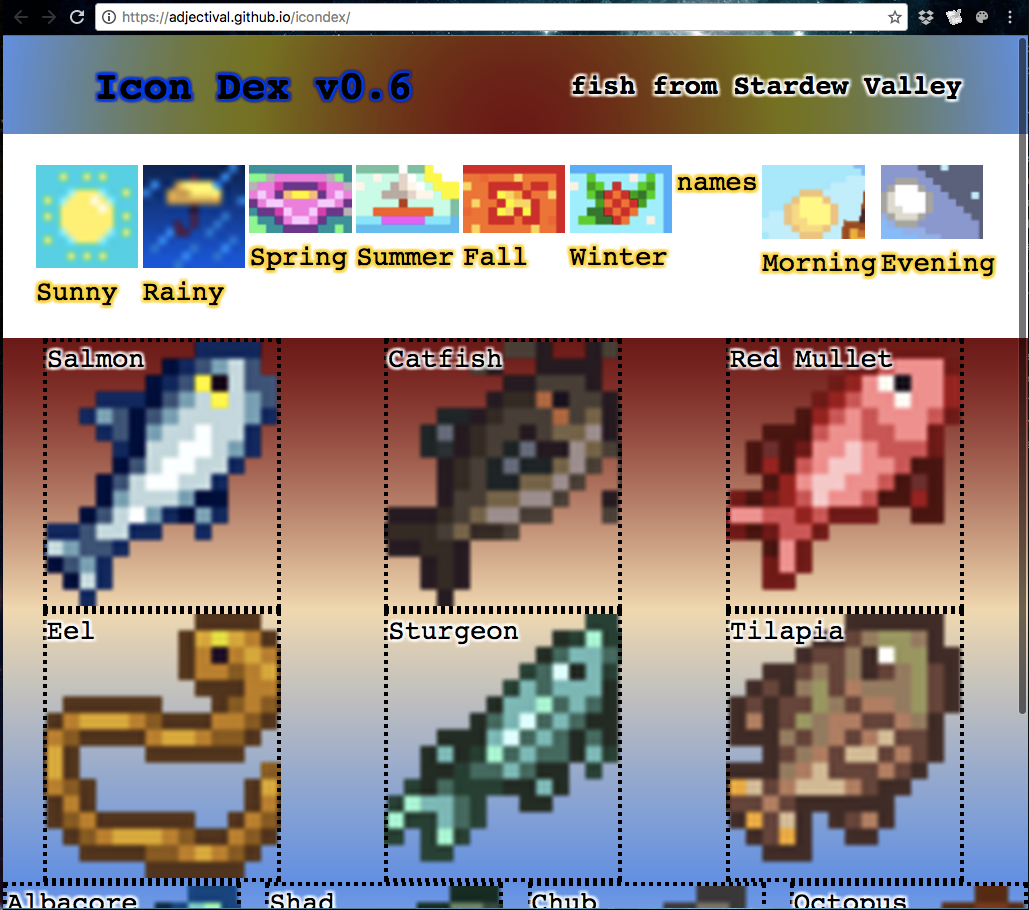 https://adjectival.github.io/icondex/
Icon Dex v0.6
fish from Stardew Valley
Sunny
Rainy
Spring
Summer
Fall
Winter
names
Morning
Evening
Salmon
Catfish
Red Mullet
Eel
Sturgeon
Tilapia
Albacore
Shad
Chub
Octopus